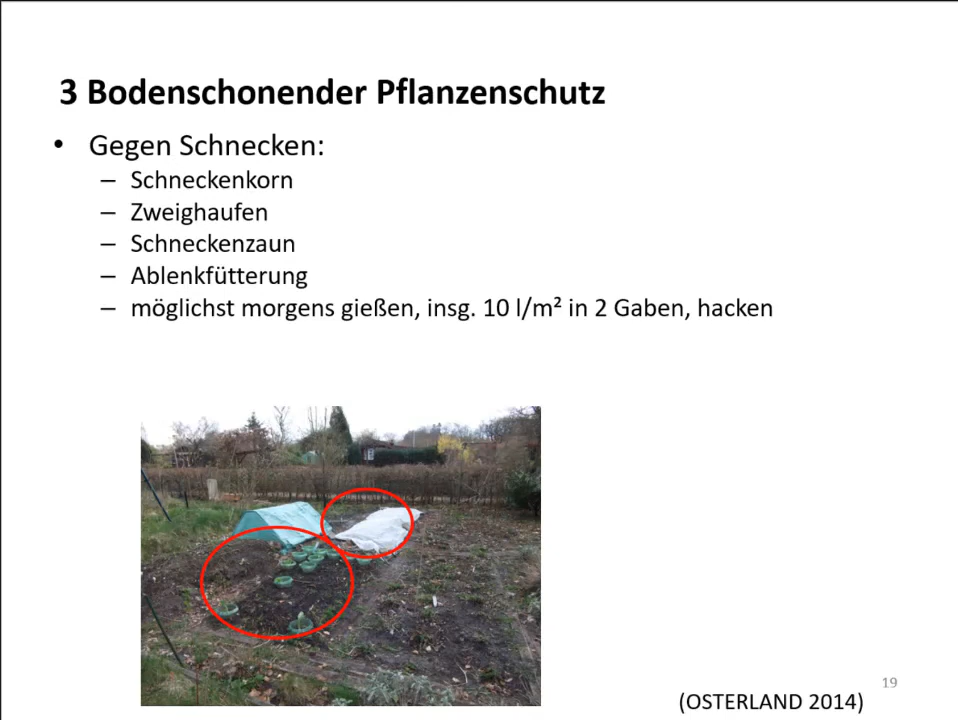 3 Bodenschonender Pflanzenschutz
• Gegen Schnecken:
– Schneckenkorn
– Zweighaufen
– Schneckenzaun
– Ablenkfütterung
– möglichst morgens gießen, insg. 10 l/m² in 2 Gaben, hacken
19
(OSTERLAND 2014)